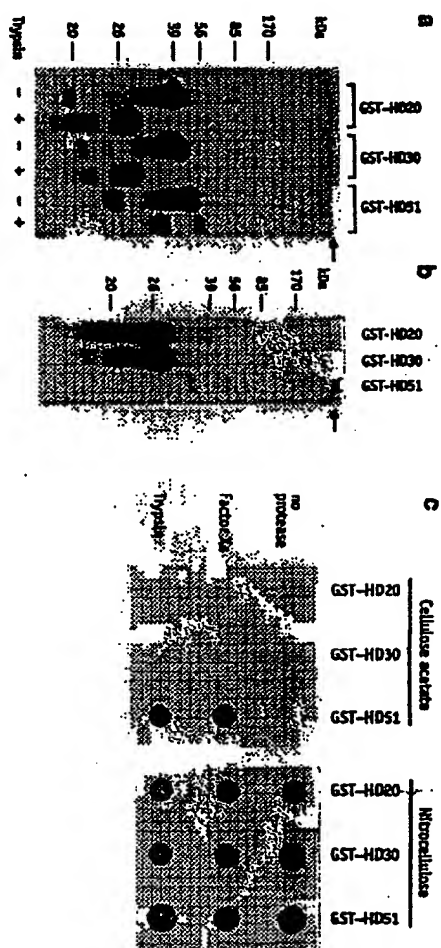 a
kDa
170
85
56
39
26
20
Trypsin
GST-HD20
GST-HD30
GST-HD51
- + - + - +
b
kDa
170
85
56
39
26
20
GST-HD20
GST-HD30
GST-HD51
c
Cellulose acetate
Nitrocellulose
GST-HD20
GST-HD30
GST-HD51
GST-HD20
GST-HD30
GST-HD51
no
protease
FactorXa
Trypsin